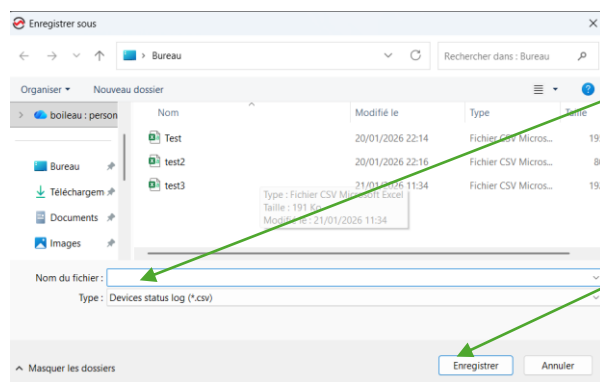 Enregistrer sous
Bureau
Rechercher dans : Bureau
Organiser
Nouveau dossier
boileau : person
Nom
Modifié le
Type
Taille
Test
20/01/2026 22:14
Fichier CSV Micros...
19
Bureau
test2
20/01/2026 22:16
Fichier CSV Micros...
8
Téléchargem
test3
21/01/2026 11:34
Fichier CSV Micros...
19
Type : Fichier CSV Microsoft Excel
Taille : 191 Ko
Modifié le : 21/01/2026 11:34
Documents
Images
Nom du fichier :
Type : Devices status log (*.csv)
Masquer les dossiers
Enregistrer
Annuler